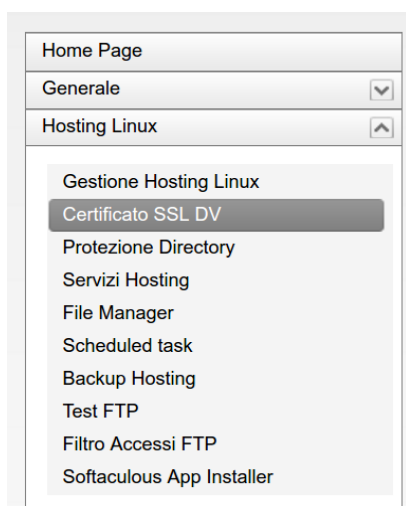 Home Page
Generale
Hosting Linux
Gestione Hosting Linux
Certificato SSL DV
Protezione Directory
Servizi Hosting
File Manager
Scheduled task
Backup Hosting
Test FTP
Filtro Accessi FTP
Softaculous App Installer